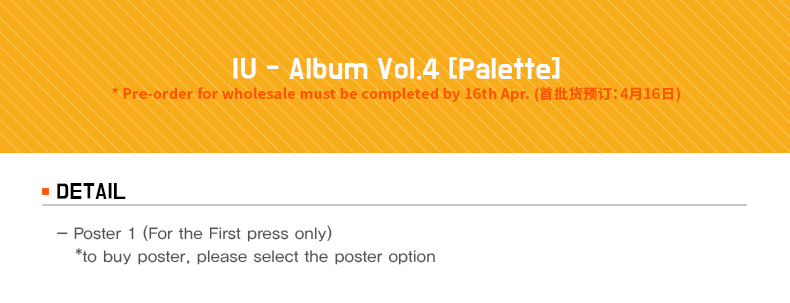 IU - Album Vol.4 [Palette]
* Pre-order for wholesale must be completed by 16th Apr. (首批货预订:4月16日)
DETAIL
- Poster 1 (For the First press only)
*to buy poster, please select the poster option